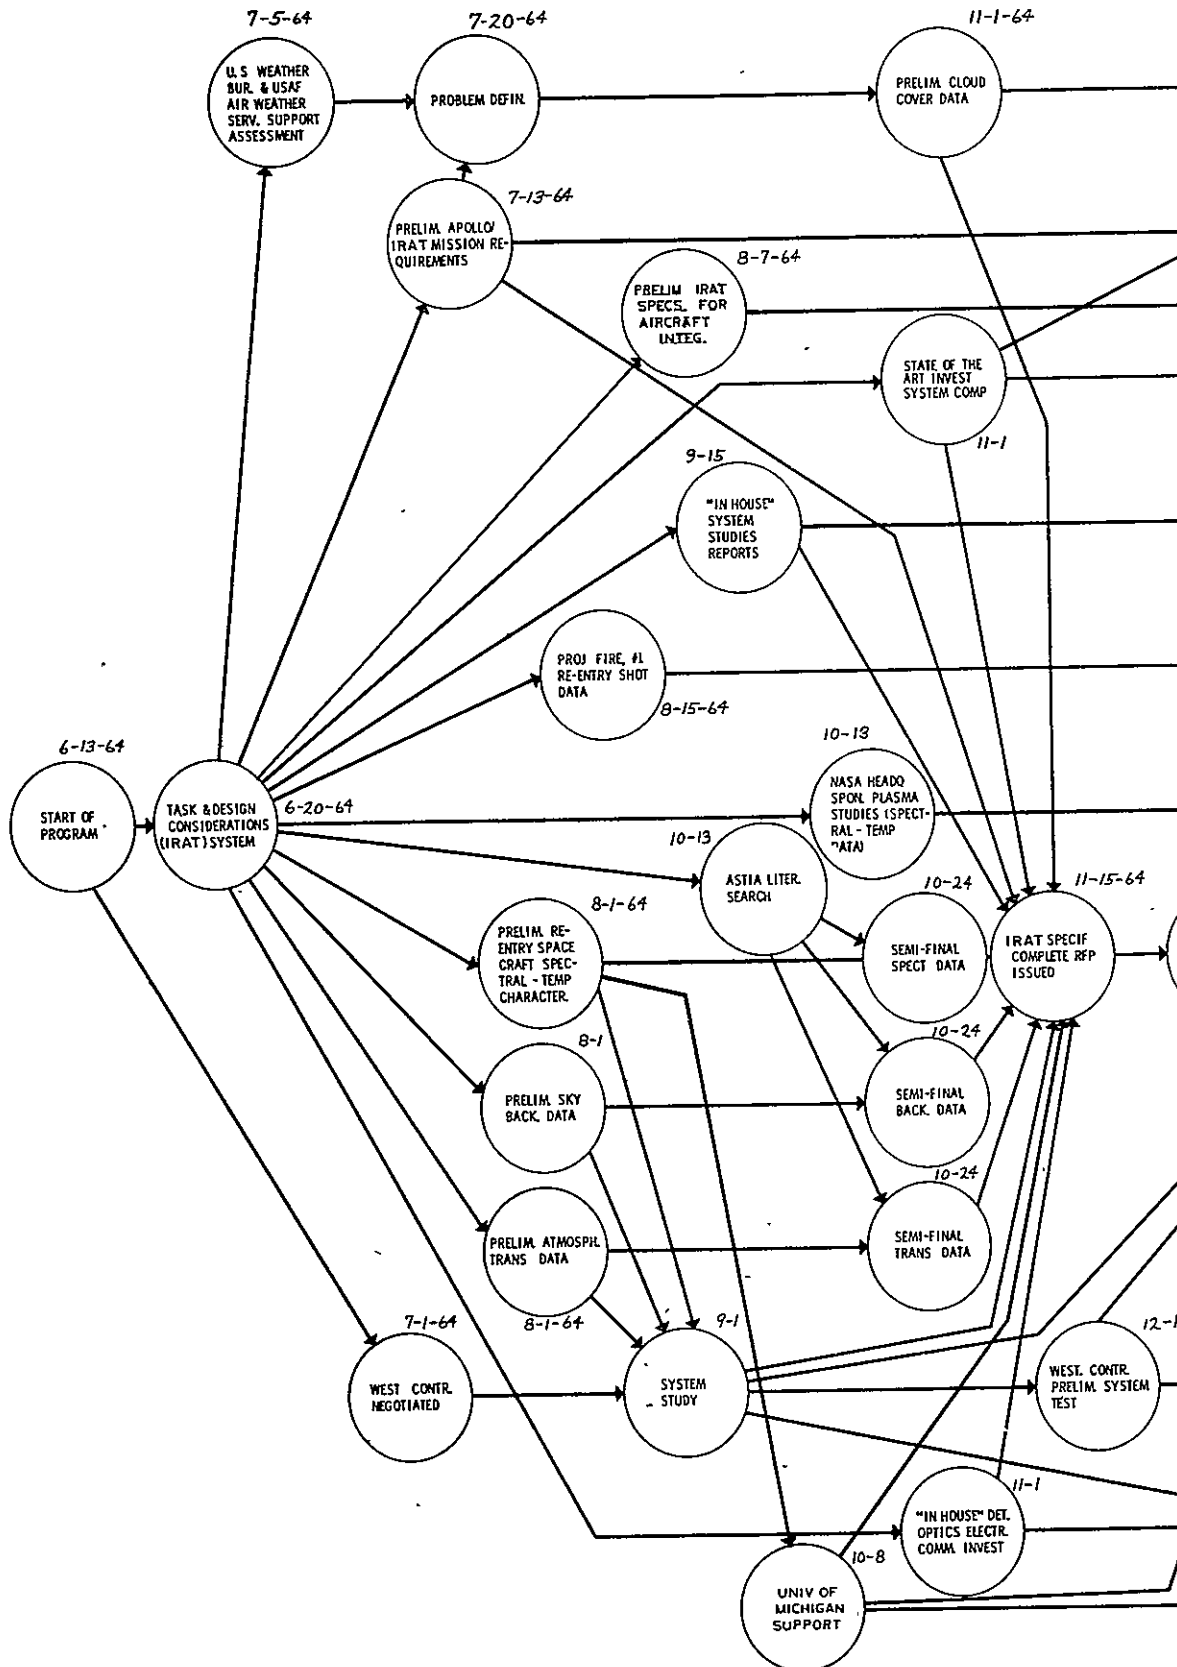 7-5-64
U.S WEATHER
BUR. & USAF
AIR WEATHER
SERV. SUPPORT
ASSESSMENT
7-20-64
PROBLEM DEFIN.
11-1-64
PRELIM. CLOUD
COVER DATA
7-13-64
PRELIM. APOLLO/
IRAT MISSION RE-
QUIREMENTS
8-7-64
PRELIM IRAT
SPECS. FOR
AIRCRAFT
INTEG.
STATE OF THE
ART INVEST
SYSTEM COMP
11-1
9-15
"IN HOUSE"
SYSTEM
STUDIES
REPORTS
PROJ FIRE, #1
RE-ENTRY SHOT
DATA
8-15-64
6-13-64
START OF
PROGRAM
TASK & DESIGN
CONSIDERATIONS
(IRAT) SYSTEM
6-20-64
10-13
NASA HEADQ
SPON. PLASMA
STUDIES (SPECT-
RAL - TEMP
DATA)
10-13
ASTIA LITER.
SEARCH
8-1-64
PRELIM. RE-
ENTRY SPACE
CRAFT SPEC-
TRAL - TEMP
CHARACTER.
10-24
SEMI-FINAL
SPECT DATA
11-15-64
IRAT SPECIF
COMPLETE RFP
ISSUED
8-1
PRELIM. SKY
BACK. DATA
10-24
SEMI-FINAL
BACK. DATA
PRELIM. ATMOSPH.
TRANS DATA
8-1-64
10-24
SEMI-FINAL
TRANS DATA
7-1-64
WEST. CONTR.
NEGOTIATED
9-1
SYSTEM
STUDY
12-1
WEST. CONTR.
PRELIM. SYSTEM
TEST
11-1
"IN HOUSE" DET.
OPTICS ELECTR.
COMM. INVEST
10-8
UNIV OF
MICHIGAN
SUPPORT